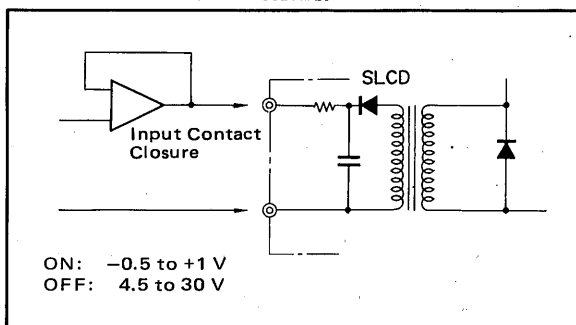 SLCD
Input Contact
Closure
ON: −0.5 to +1 V
OFF: 4.5 to 30 V